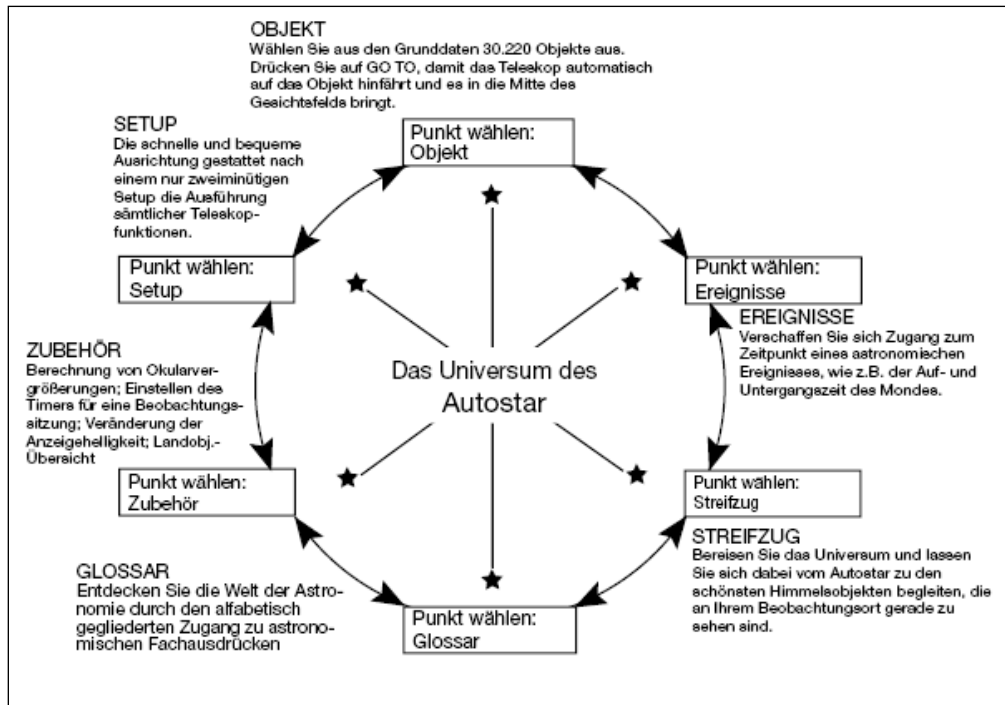 OBJEKT
Wählen Sie aus den Grunddaten 30.220 Objekte aus.
Drücken Sie auf GO TO, damit das Teleskop automatisch
auf das Objekt hinfährt und es in die Mitte des
Gesichtsfelds bringt.
Punkt wählen:
Objekt
SETUP
Die schnelle und bequeme
Ausrichtung gestattet nach
einem nur zweiminütigen
Setup die Ausführung
sämtlicher Teleskop-
funktionen.
Punkt wählen:
Setup
Punkt wählen:
Ereignisse
EREIGNISSE
Verschaffen Sie sich Zugang zum
Zeitpunkt eines astronomischen
Ereignisses, wie z.B. der Auf- und
Untergangszeit des Mondes.
ZUBEHÖR
Berechnung von Okularver-
größerungen; Einstellen des
Timers für eine Beobachtungs-
sitzung; Veränderung der
Anzeigehelligkeit; Landobj.-
Übersicht
Das Universum des
Autostar
Punkt wählen:
Zubehör
Punkt wählen:
Streifzug
STREIFZUG
Bereisen Sie das Universum und lassen
Sie sich dabei vom Autostar zu den
schönsten Himmelsobjekten begleiten, die
an Ihrem Beobachtungsort gerade zu
sehen sind.
GLOSSAR
Entdecken Sie die Welt der Astro-
nomie durch den alfabetisch
gegliederten Zugang zu astrono-
mischen Fachausdrücken
Punkt wählen:
Glossar